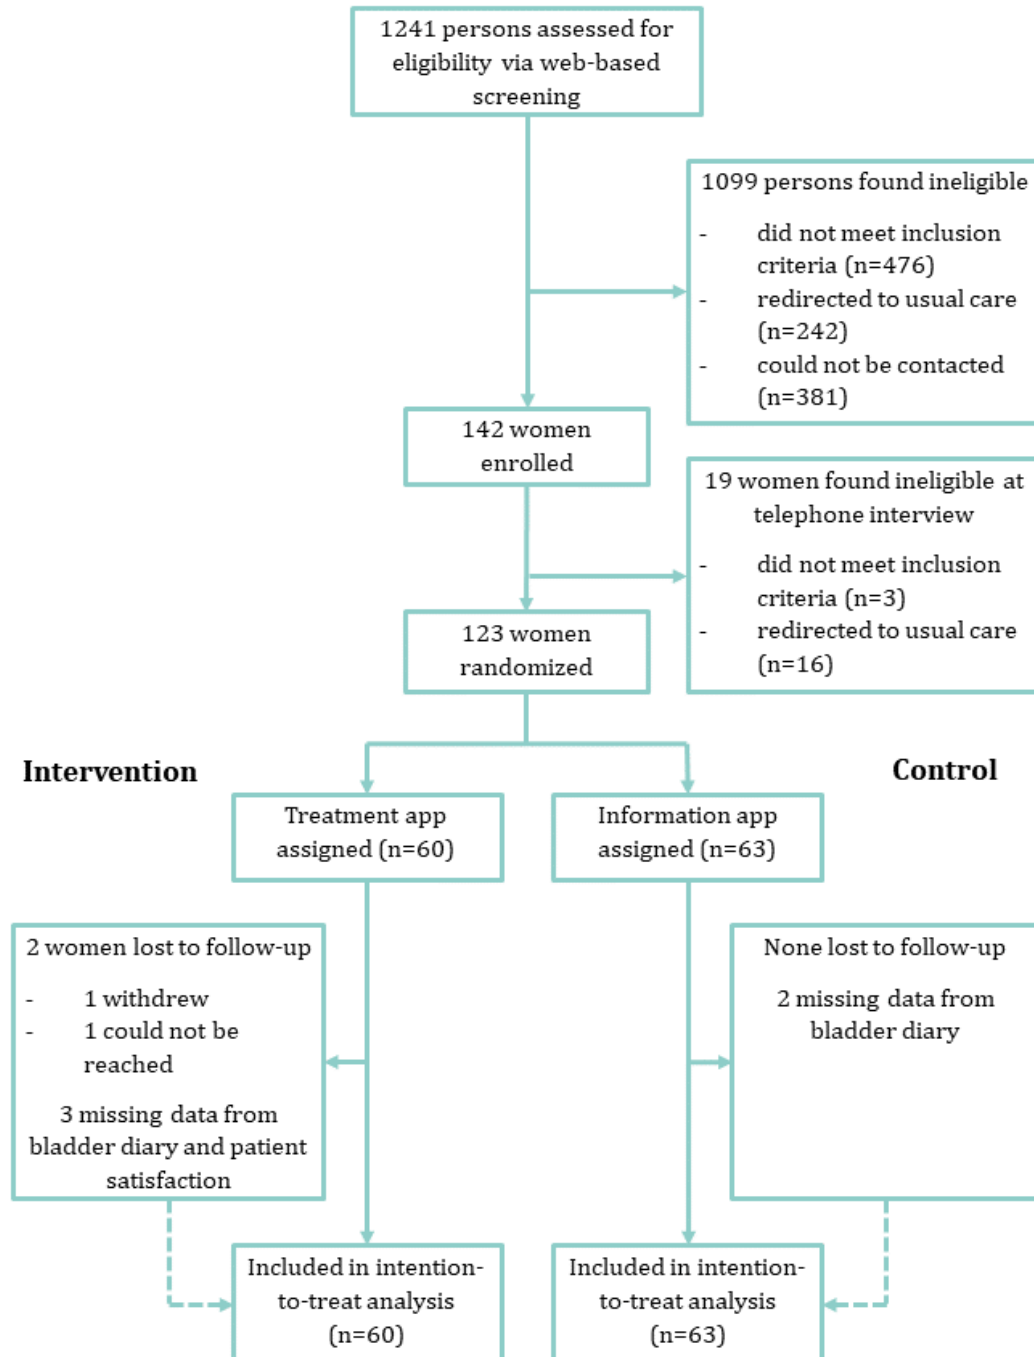 1241 persons assessed for
eligibility via web-based
screening
1099 persons found ineligible
- did not meet inclusion
criteria (n=476)
- redirected to usual care
(n=242)
- could not be contacted
(n=381)
142 women
enrolled
19 women found ineligible at
telephone interview
- did not meet inclusion
criteria (n=3)
- redirected to usual care
(n=16)
123 women
randomized
Intervention
Control
Treatment app
assigned (n=60)
Information app
assigned (n=63)
2 women lost to follow-up
- 1 withdrew
- 1 could not be
reached
3 missing data from
bladder diary and patient
satisfaction
None lost to follow-up
2 missing data from
bladder diary
Included in intention-
to-treat analysis
(n=60)
Included in intention-
to-treat analysis
(n=63)